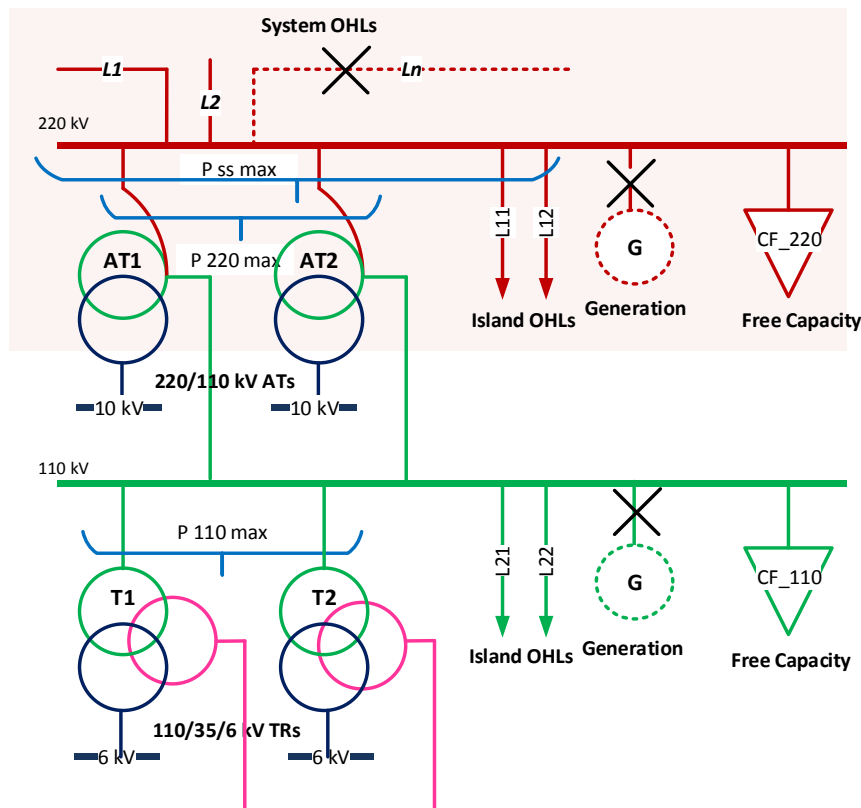 System OHLs
L1
Ln
L2
220 kV
P ss max
L11
L12
CF_220
AT1
AT2
G
P 220 max
Generation
Island OHLs
Free Capacity
220/110 kV ATs
10 kV
10 kV
110 kV
P 110 max
L21
L22
CF_110
T1
T2
G
Generation
Island OHLs
Free Capacity
110/35/6 kV TRs
6 kV
6 kV